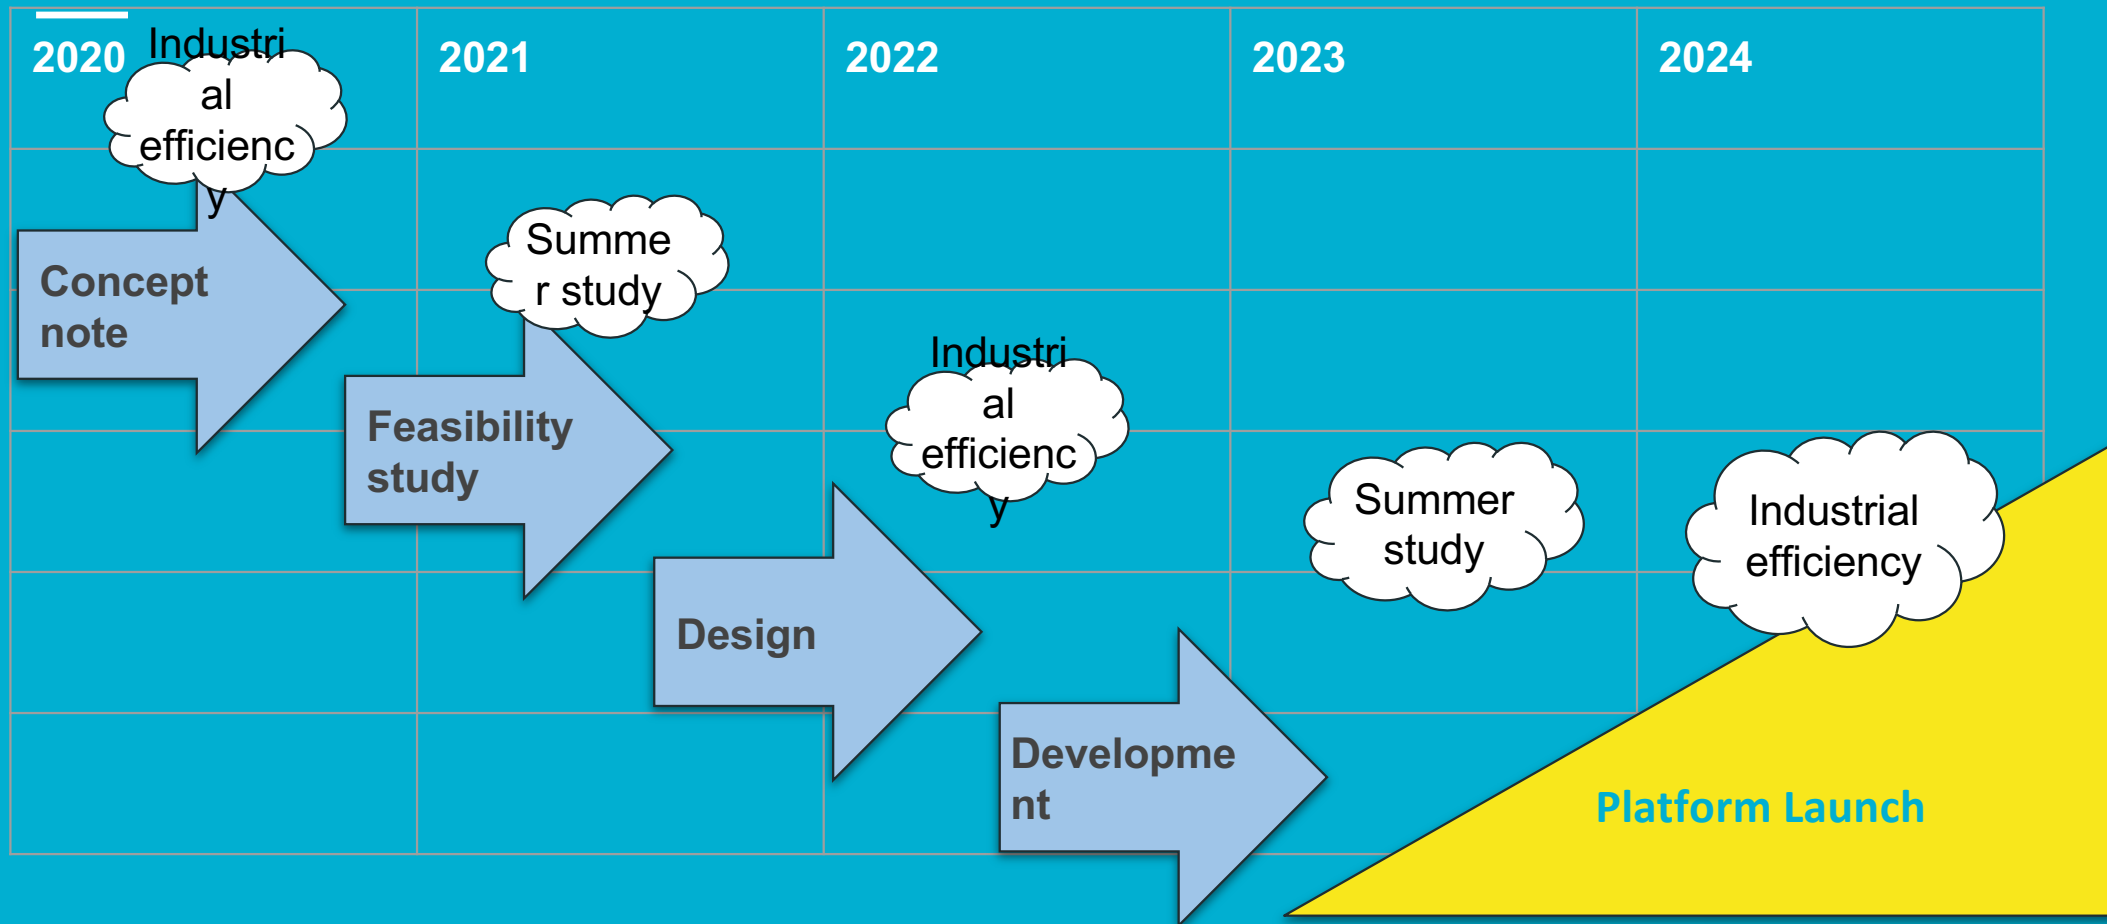 2020
2021
2022
2023
2024
Industri
al
efficienc
y
Concept
note
Summe
r study
Feasibility
study
Industri
al
efficienc
y
Design
Summer
study
Industrial
efficiency
Developme
nt
Platform Launch